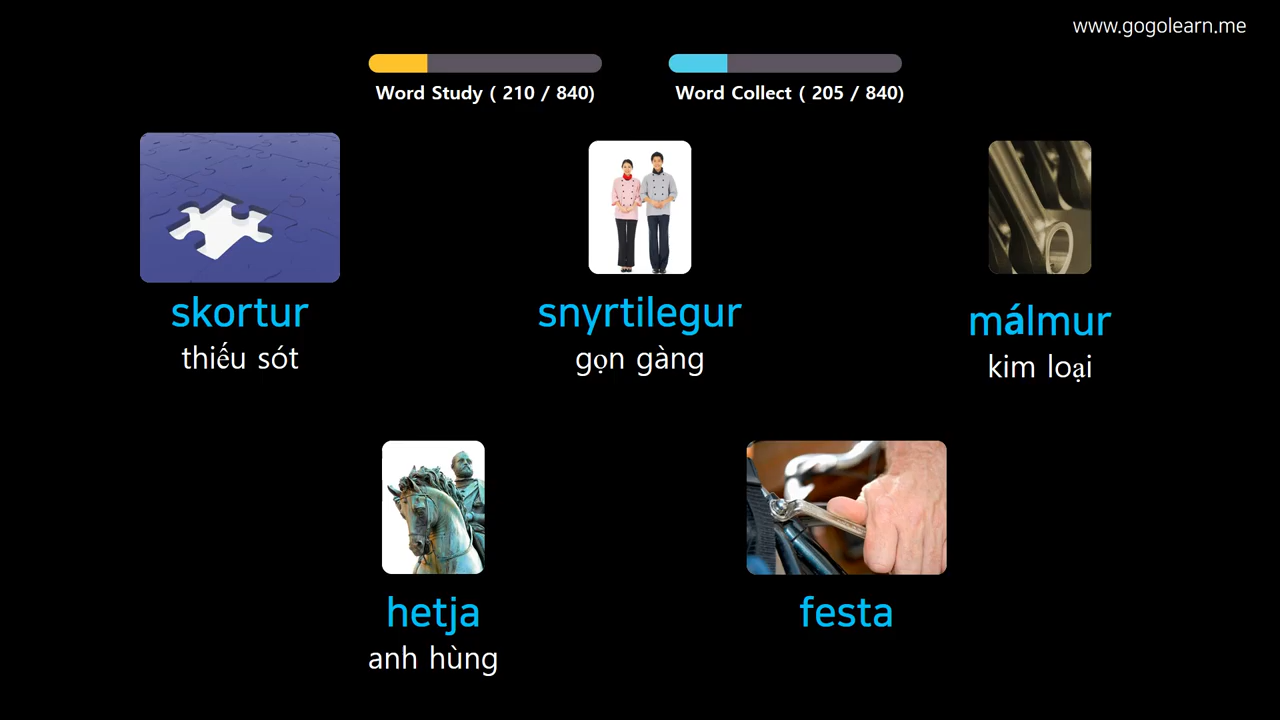 www.gogolearn.me
Word Study ( 210 / 840)
Word Collect ( 205 / 840)
skortur
thiếu sót
snyrtilegur
gọn gàng
málmur
kim loại
hetja
anh hùng
festa